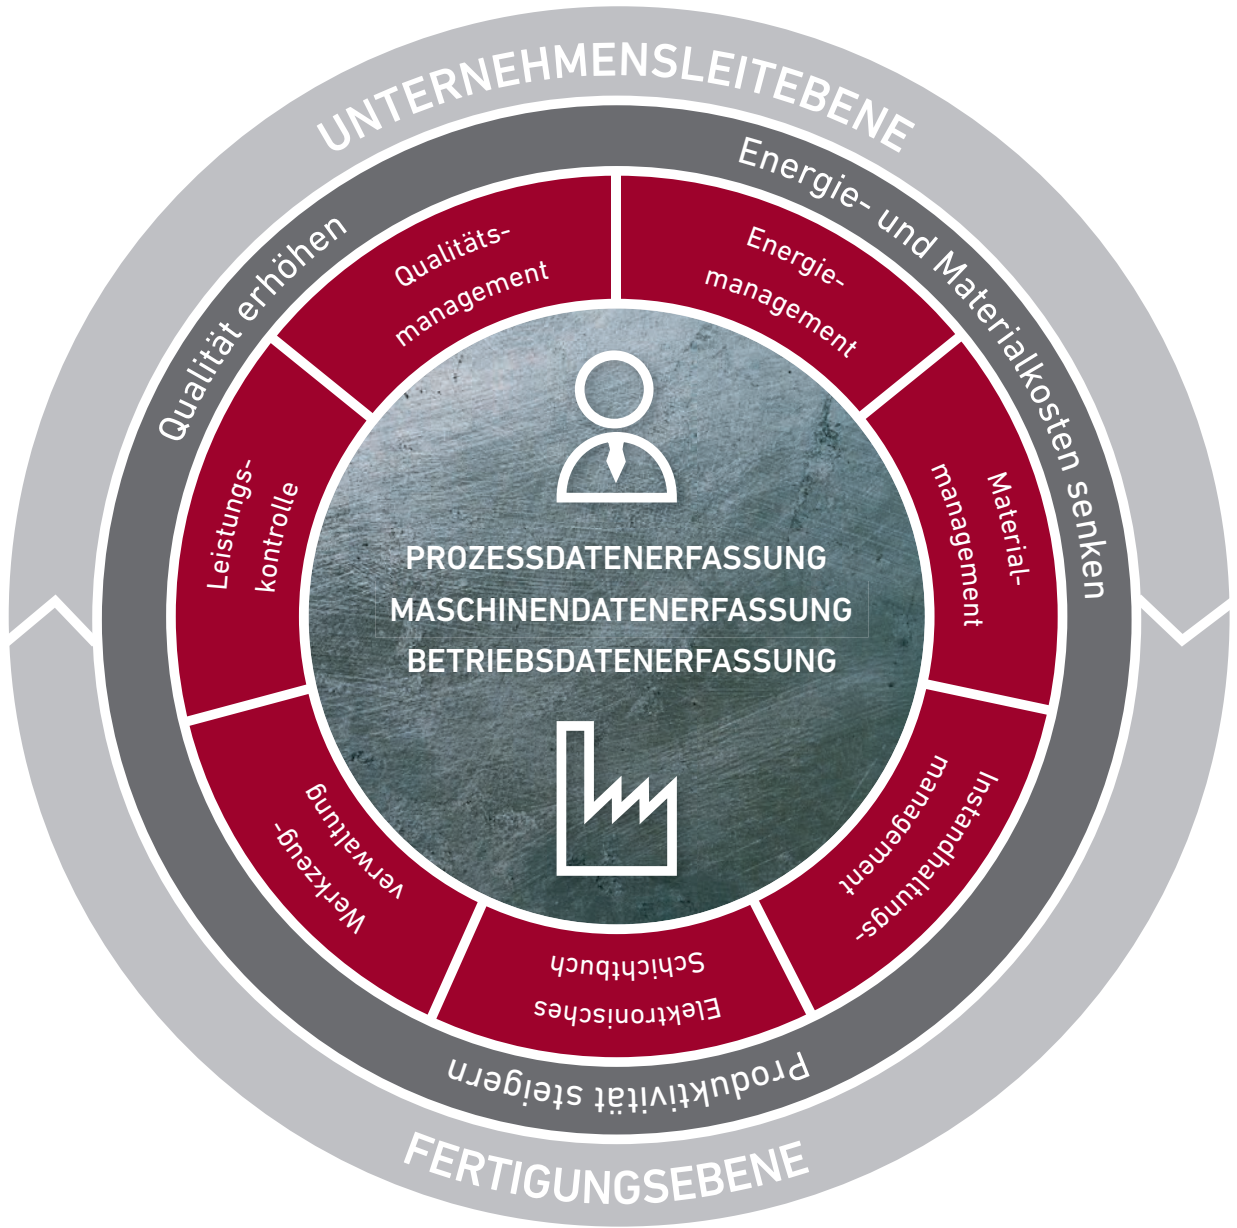 UNTERNEHMENSLEITEBENE
Qualität erhöhen
Energie- und Materialkosten senken
Qualitäts-
management
Energie-
management
Leistungs-
kontrolle
Material-
management
PROZESSDATENERFASSUNG
MASCHINENDATENERFASSUNG
BETRIEBSDATENERFASSUNG
Werkzeug-
verwaltung
Instandhaltungs-
management
Elektronisches
Schichtbuch
Produktivität steigern
FERTIGUNGSEBENE